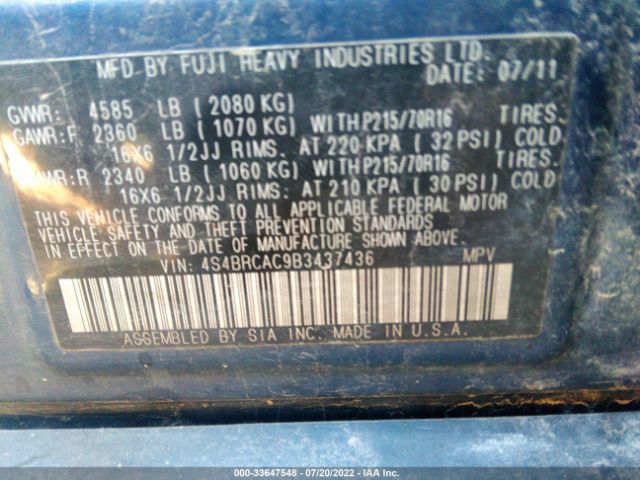 MFD BY FUJI HEAVY INDUSTRIES LTD.
DATE: 07/11
GVWR: 4585 LB (2080 KG)
GAWR:F 2360 LB (1070 KG) WITH P215/70R16 TIRES.
16X6 1/2JJ RIMS. AT 220 KPA (32 PSI) COLD
GAWR:R 2340 LB (1060 KG) WITH P215/70R16 TIRES.
16X6 1/2JJ RIMS: AT 210 KPA (30 PSI) COLD
THIS VEHICLE CONFORMS TO ALL APPLICABLE FEDERAL MOTOR
VEHICLE SAFETY AND THEFT PREVENTION STANDARDS
IN EFFECT ON THE DATE OF MANUFACTURE SHOWN ABOVE.
VIN: 4S4BRCAC9B3437436 MPV
ASSEMBLED BY SIA INC. MADE IN U.S.A.
000-33647548 - 07/20/2022 - IAA Inc.